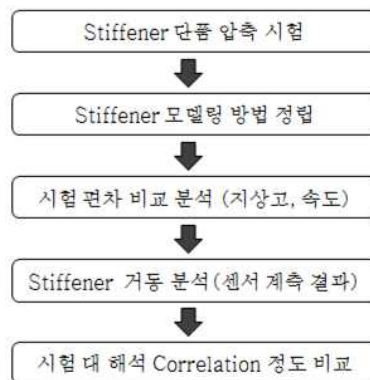 Stiffener 단품 압축 시험
Stiffener 모델링 방법 정립
시험 편차 비교 분석 (지상고, 속도)
Stiffener 거동 분석(센서 계측 결과)
시험 대 해석 Correlation 정도 비교